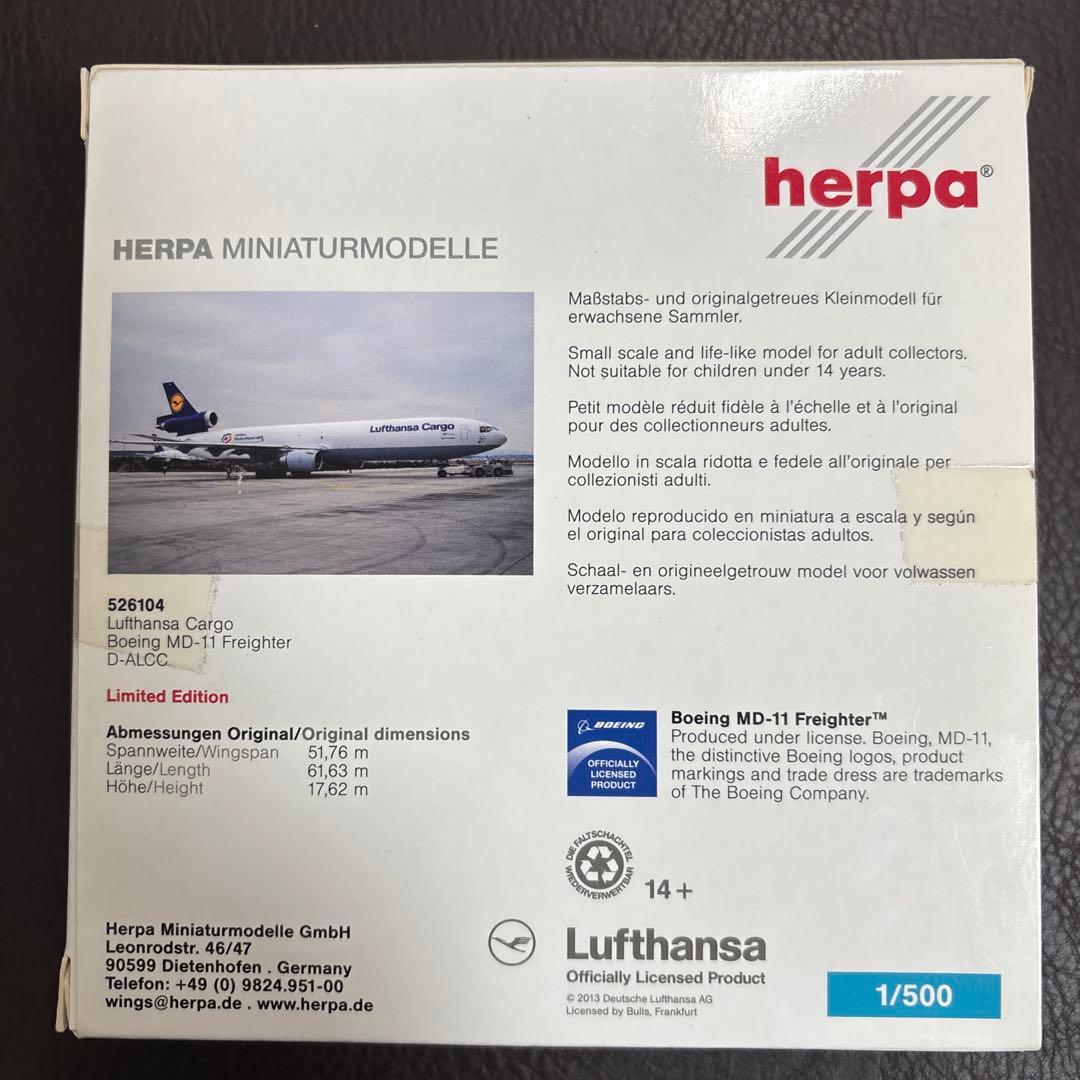 herpa®
HERPA MINIATURMODELLE
Lufthansa Cargo
Maßstabs- und originalgetreues Kleinmodell für
erwachsene Sammler.
Small scale and life-like model for adult collectors.
Not suitable for children under 14 years.
Petit modèle réduit fidèle à l'échelle et à l'original
pour des collectionneurs adultes.
Modello in scala ridotta e fedele all'originale per
collezionisti adulti.
Modelo reproducido en miniatura a escala y según
el original para coleccionistas adultos.
Schaal- en origineelgetrouw model voor volwassen
verzamelaars.
526104
Lufthansa Cargo
Boeing MD-11 Freighter
D-ALCC
Limited Edition
Abmessungen Original/Original dimensions
Spannweite/Wingspan 51,76 m
Länge/Length 61,63 m
Höhe/Height 17,62 m
BOEING
OFFICIALLY
LICENSED
PRODUCT
Boeing MD-11 Freighter™
Produced under license. Boeing, MD-11,
the distinctive Boeing logos, product
markings and trade dress are trademarks
of The Boeing Company.
DIE FALTSCHACHTEL
WIEDERVERWERTBAR
14+
Herpa Miniaturmodelle GmbH
Leonrodstr. 46/47
90599 Dietenhofen . Germany
Telefon: +49 (0) 9824.951-00
wings@herpa.de . www.herpa.de
Lufthansa
Officially Licensed Product
© 2013 Deutsche Lufthansa AG
Licensed by Bulls, Frankfurt
1/500